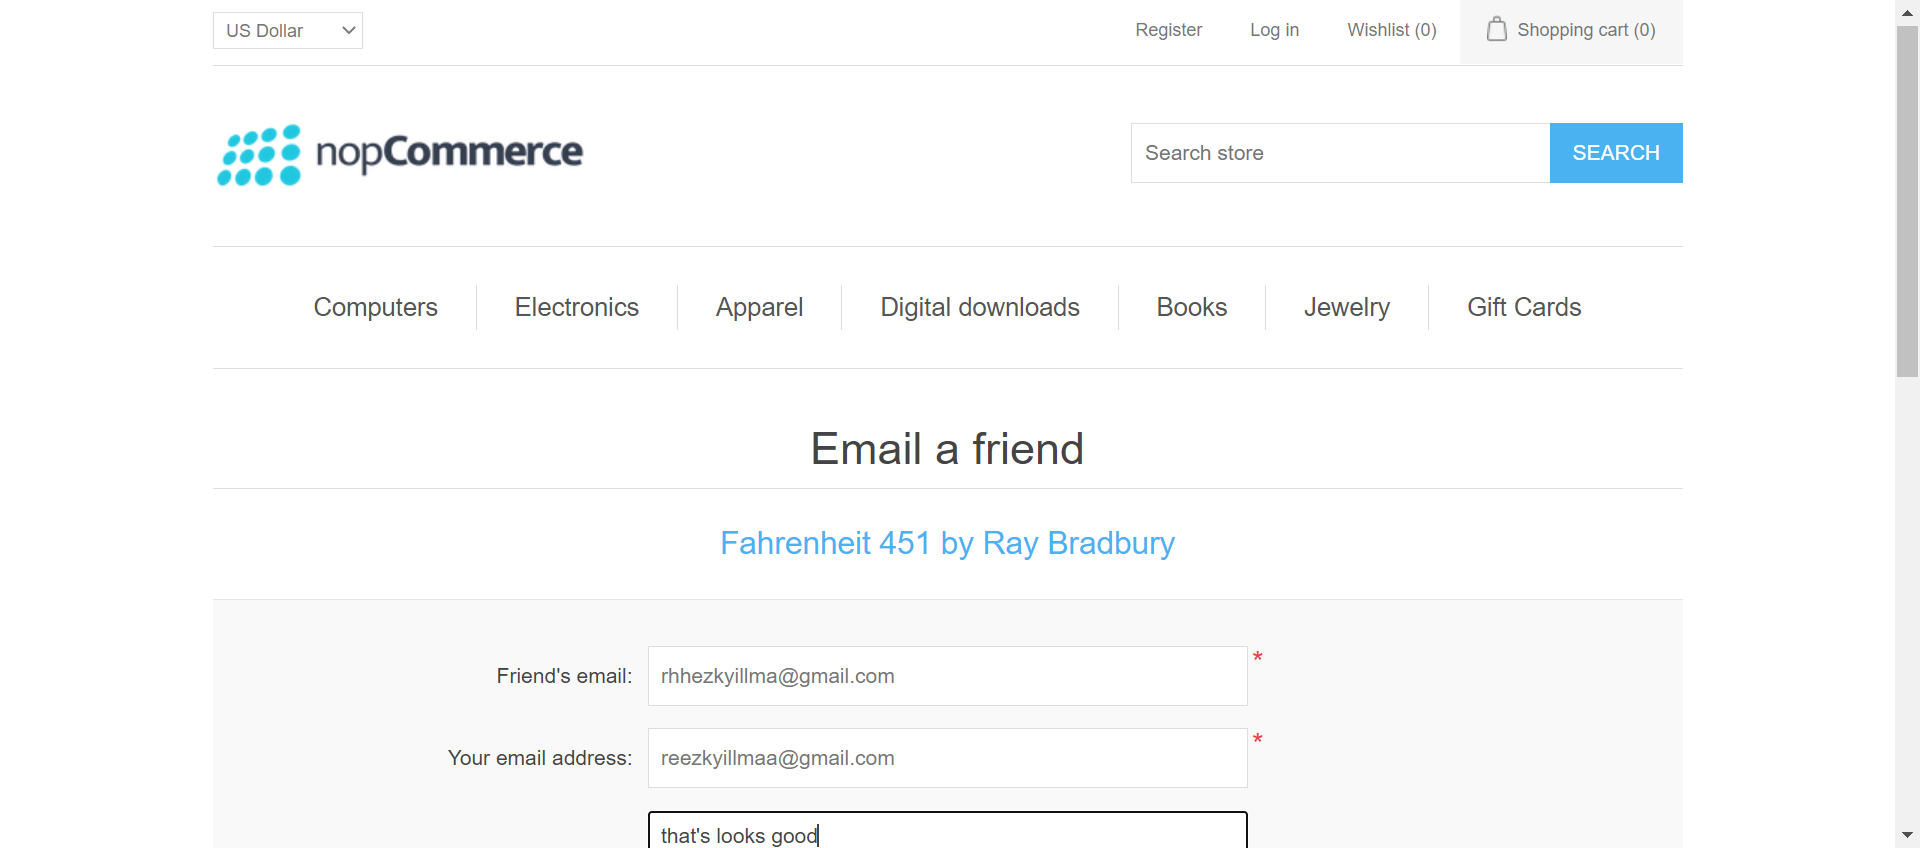 US Dollar
Register
Log in
Wishlist (0)
Shopping cart (0)
nopCommerce
Search store
SEARCH
Computers
Electronics
Apparel
Digital downloads
Books
Jewelry
Gift Cards
Email a friend
Fahrenheit 451 by Ray Bradbury
Friend's email:
rhhezkyillma@gmail.com
*
Your email address:
reezkyillmaa@gmail.com
*
that's looks good